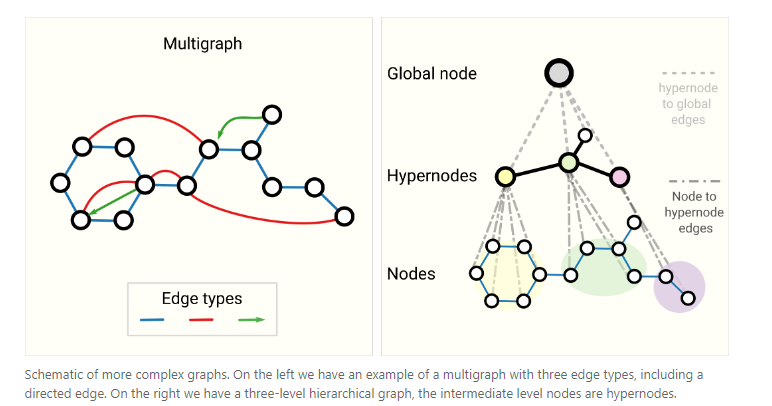 Multigraph
Edge types
Global node
hypernode
to global
edges
Hypernodes
Node to
hypernode
edges
Nodes
Schematic of more complex graphs. On the left we have an example of a multigraph with three edge types, including a
directed edge. On the right we have a three-level hierarchical graph, the intermediate level nodes are hypernodes.